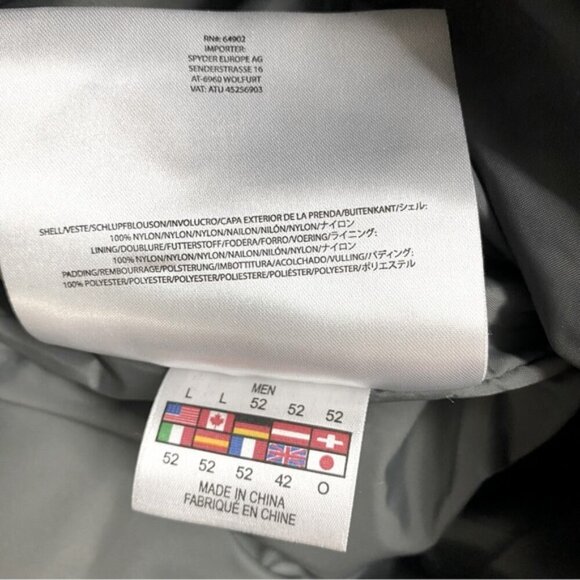 RN#: 64902
IMPORTER:
SPYDER EUROPE AG
SENDERSTRASSE 16
AT-6960 WOLFURT
VAT: ATU 45256903
SHELL/VESTE/SCHLUPFBLOUSON/INVOLUCRO/CAPA EXTERIOR DE LA PRENDA/BUITENKANT/シェル:
100% NYLON/NYLON/NYLON/NAILON/NILÓN/NYLON/ナイロン
LINING/DOUBLURE/FUTTERSTOFF/FODERA/FORRO/VOERING/ライニング:
100% NYLON/NYLON/NYLON/NAILON/NILÓN/NYLON/ナイロン
PADDING/REMBOURRAGE/POLSTERUNG/IMBOTTITURA/ACOLCHADO/VULLING/パディング:
100% POLYESTER/POLYESTER/POLYESTER/POLIESTERE/POLIÉSTER/POLYESTER/ポリエステル
MEN
L L 52 52 52
52 52 52 42 O
MADE IN CHINA
FABRIQUÉ EN CHINE